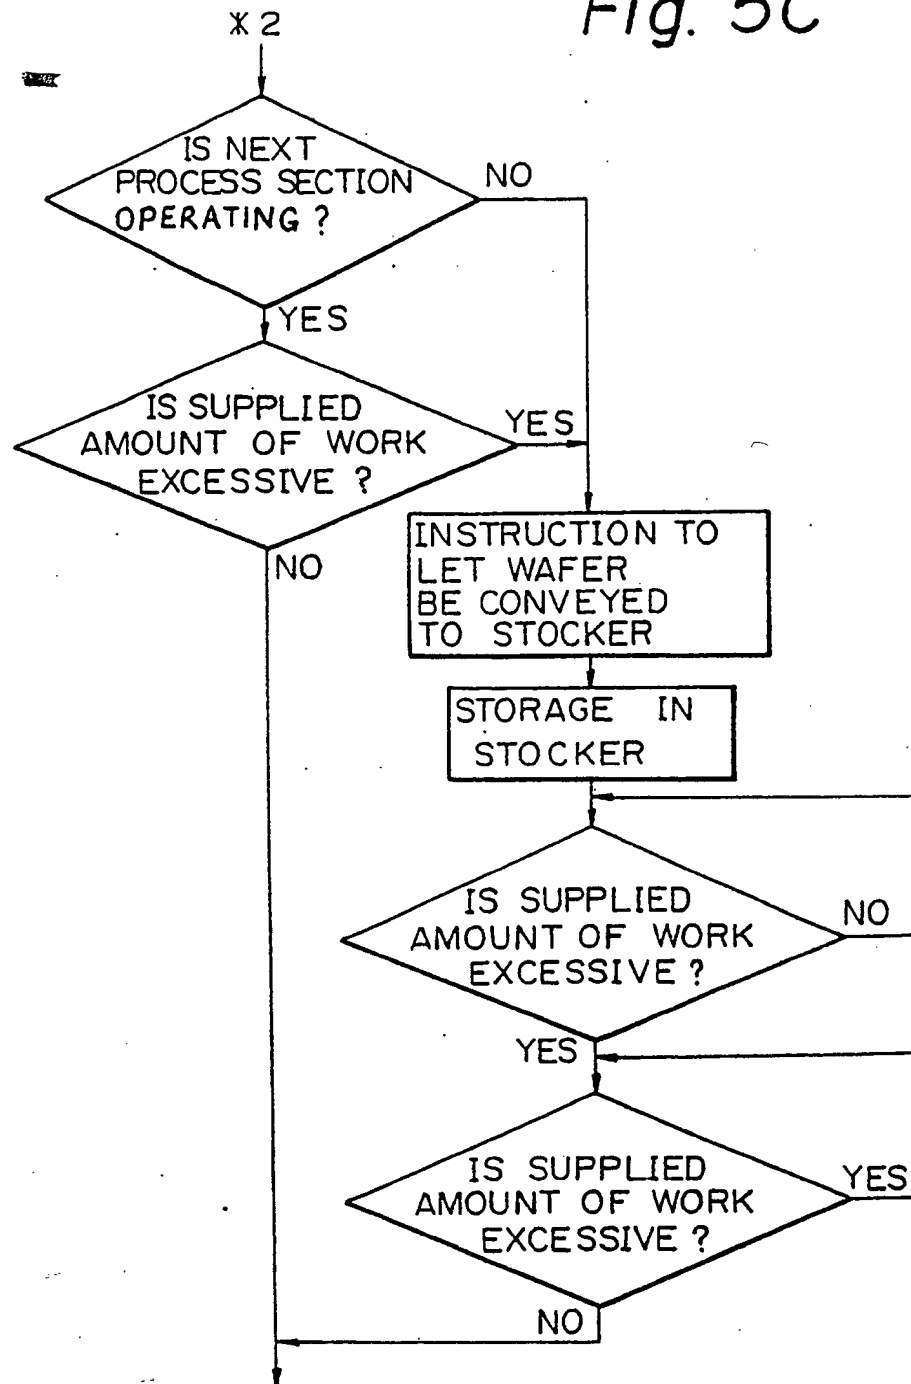 Fig. 5C
*2
IS NEXT
PROCESS SECTION
OPERATING ?
NO
YES
IS SUPPLIED
AMOUNT OF WORK
EXCESSIVE ?
YES
NO
INSTRUCTION TO
LET WAFER
BE CONVEYED
TO STOCKER
STORAGE IN
STOCKER
IS SUPPLIED
AMOUNT OF WORK
EXCESSIVE ?
NO
YES
IS SUPPLIED
AMOUNT OF WORK
EXCESSIVE ?
YES
NO